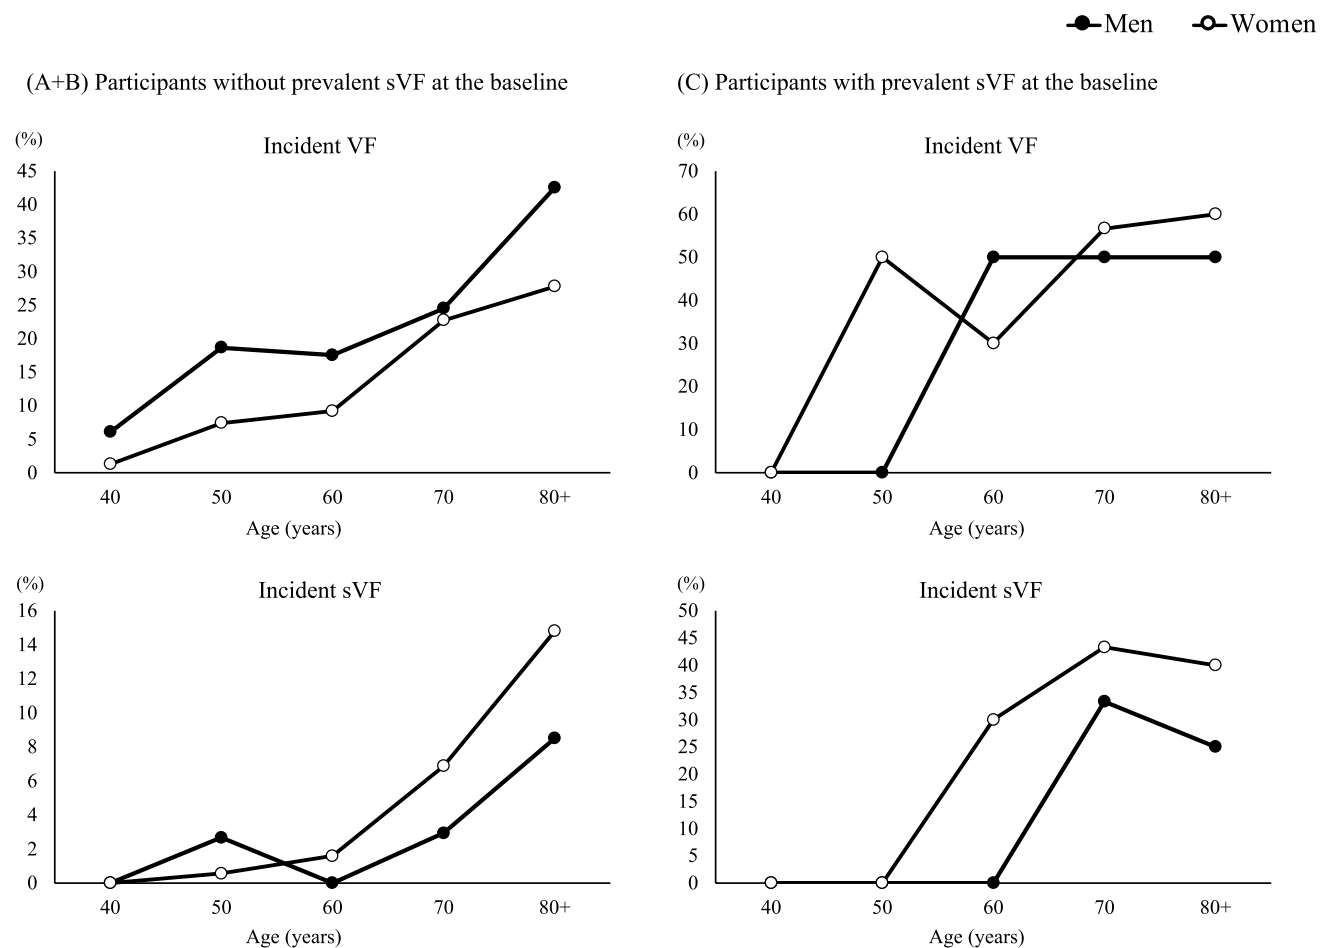 Men Women
(A+B) Participants without prevalent sVF at the baseline
(%)
Incident VF
45
40
35
30
25
20
15
10
5
0
40 50 60 70 80+
Age (years)
(%)
Incident sVF
16
14
12
10
8
6
4
2
0
40 50 60 70 80+
Age (years)
(C) Participants with prevalent sVF at the baseline
(%)
Incident VF
70
60
50
40
30
20
10
0
40 50 60 70 80+
Age (years)
(%)
Incident sVF
50
45
40
35
30
25
20
15
10
5
0
40 50 60 70 80+
Age (years)